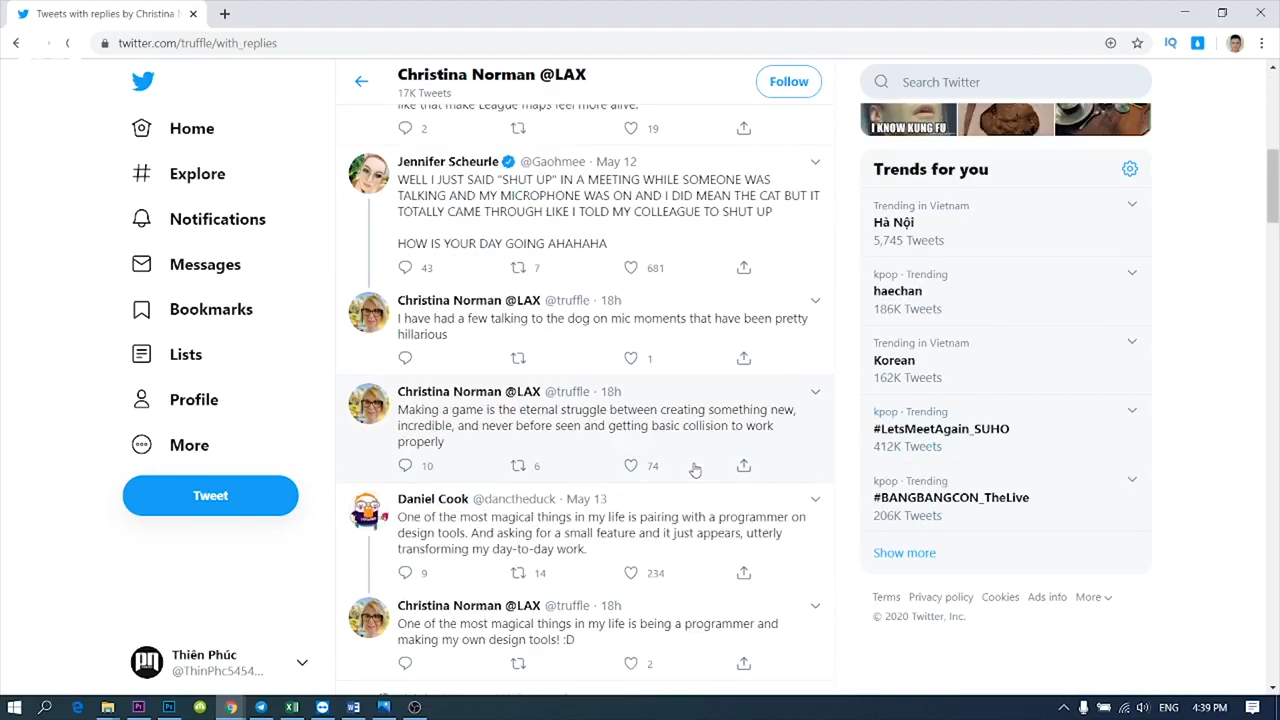 Tweets with replies by Christina
twitter.com/truffle/with_replies
IQ
Home
Explore
Notifications
Messages
Bookmarks
Lists
Profile
More
Tweet
Thiên Phúc
@ThinPhc5454...
Christina Norman @LAX
17K Tweets
Follow
like that make League maps feel more alive.
2 19
Jennifer Scheurle @Gaohmee · May 12
WELL I JUST SAID "SHUT UP" IN A MEETING WHILE SOMEONE WAS
TALKING AND MY MICROPHONE WAS ON AND I DID MEAN THE CAT BUT IT
TOTALLY CAME THROUGH LIKE I TOLD MY COLLEAGUE TO SHUT UP
HOW IS YOUR DAY GOING AHAHAHA
43 7 681
Christina Norman @LAX @truffle · 18h
I have had a few talking to the dog on mic moments that have been pretty
hillarious
1
Christina Norman @LAX @truffle · 18h
Making a game is the eternal struggle between creating something new,
incredible, and never before seen and getting basic collision to work
properly
10 6 74
Daniel Cook @danctheduck · May 13
One of the most magical things in my life is pairing with a programmer on
design tools. And asking for a small feature and it just appears, utterly
transforming my day-to-day work.
9 14 234
Christina Norman @LAX @truffle · 18h
One of the most magical things in my life is being a programmer and
making my own design tools! :D
2
Search Twitter
I KNOW KUNG FU
Trends for you
Trending in Vietnam
Hà Nội
5,745 Tweets
kpop · Trending
haechan
186K Tweets
Trending in Vietnam
Korean
162K Tweets
kpop · Trending
#LetsMeetAgain_SUHO
412K Tweets
kpop · Trending
#BANGBANGCON_TheLive
206K Tweets
Show more
Terms Privacy policy Cookies Ads info More
© 2020 Twitter, Inc.
ENG 4:39 PM